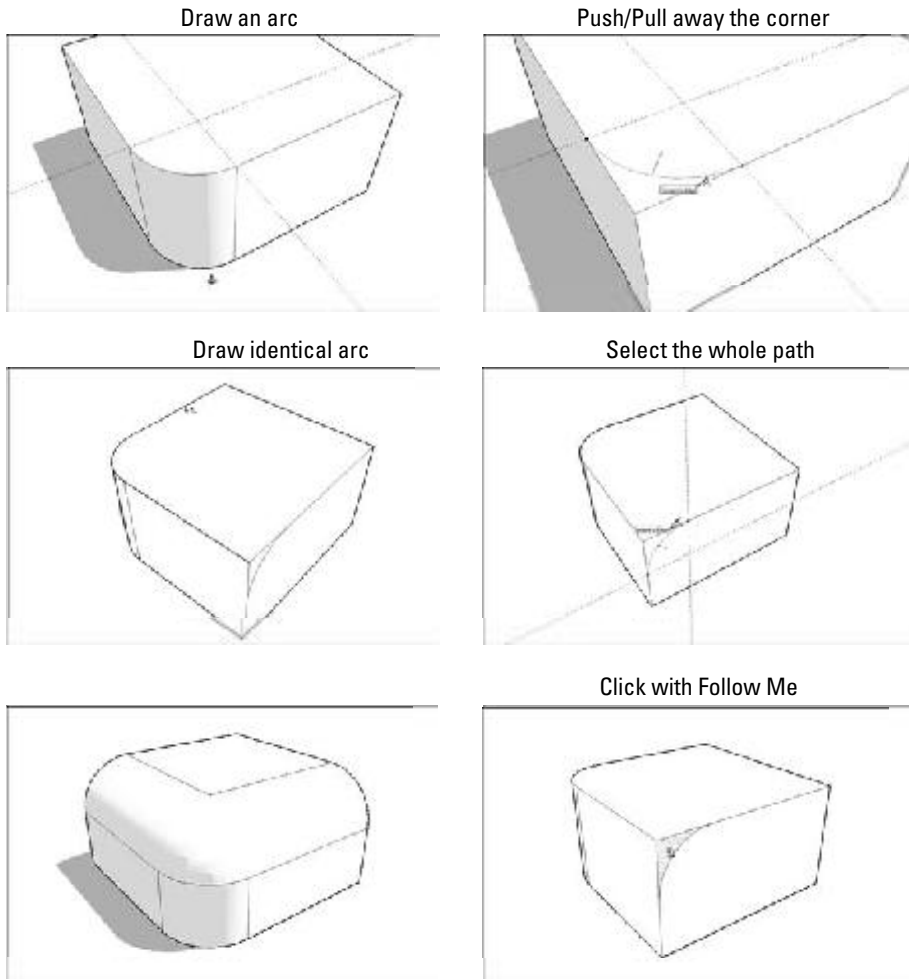 Draw an arc
Push/Pull away the corner
Draw identical arc
Select the whole path
Click with Follow Me